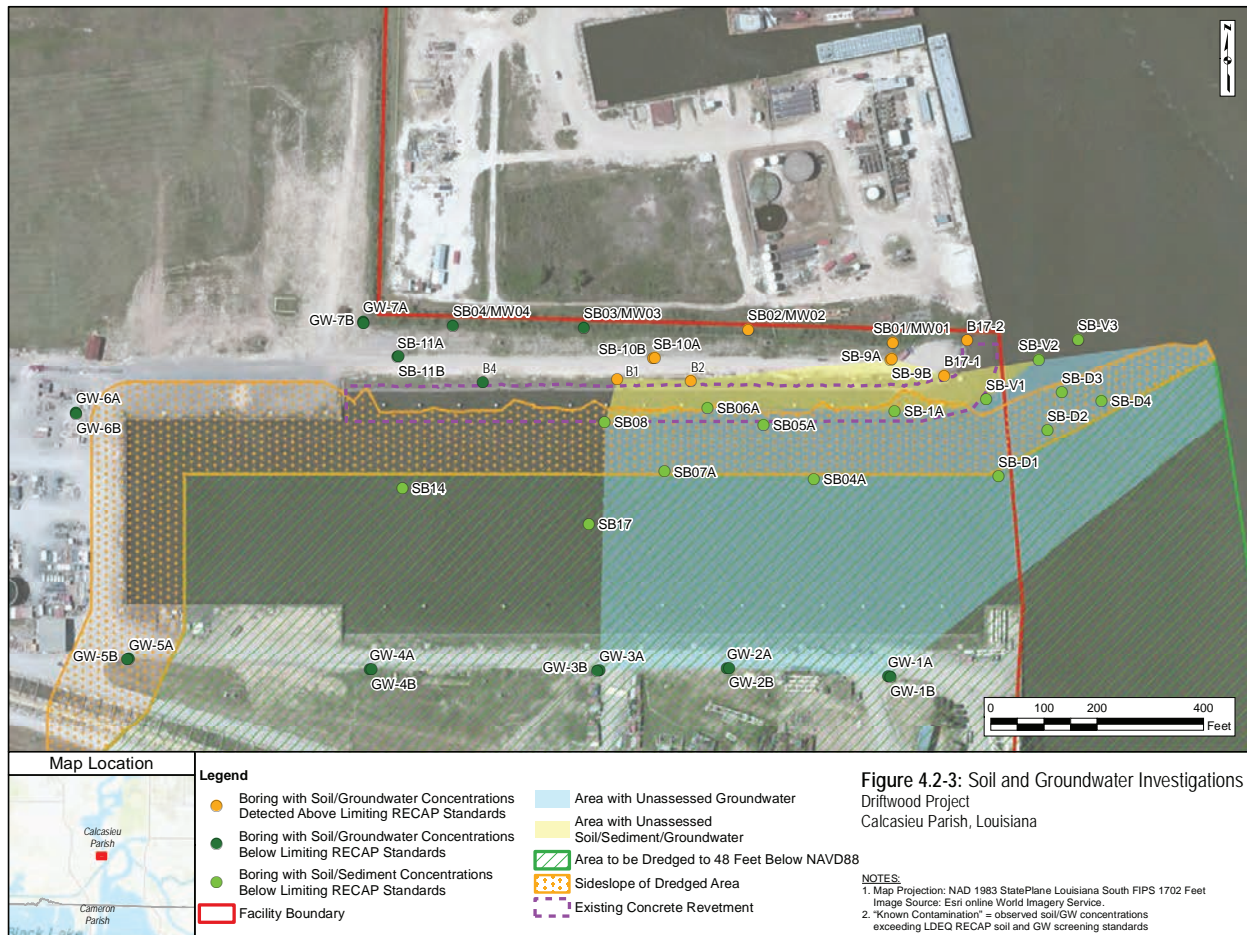 N
GW-7A
GW-7B
SB04/MW04
SB03/MW03
SB02/MW02
SB01/MW01
B17-2
SB-V3
SB-V2
SB-11A
SB-11B
SB-10B
SB-10A
SB-9A
SB-9B
B17-1
B4
B1
B2
SB-V1
SB-D3
SB-D4
SB-D2
GW-6A
GW-6B
SB06A
SB-1A
SB08
SB05A
SB07A
SB04A
SB-D1
SB14
SB17
GW-5B
GW-5A
GW-4A
GW-4B
GW-3B
GW-3A
GW-2A
GW-2B
GW-1A
GW-1B
0 100 200 400
Feet
Map Location
Calcasieu
Parish
Cameron
Parish
Black Lake
Legend
Boring with Soil/Groundwater Concentrations
Detected Above Limiting RECAP Standards
Boring with Soil/Groundwater Concentrations
Below Limiting RECAP Standards
Boring with Soil/Sediment Concentrations
Below Limiting RECAP Standards
Facility Boundary
Area with Unassessed Groundwater
Area with Unassessed
Soil/Sediment/Groundwater
Area to be Dredged to 48 Feet Below NAVD88
Sideslope of Dredged Area
Existing Concrete Revetment
Figure 4.2-3: Soil and Groundwater Investigations
Driftwood Project
Calcasieu Parish, Louisiana
NOTES:
1. Map Projection: NAD 1983 StatePlane Louisiana South FIPS 1702 Feet
Image Source: Esri online World Imagery Service.
2. "Known Contamination" = observed soil/GW concentrations
exceeding LDEQ RECAP soil and GW screening standards